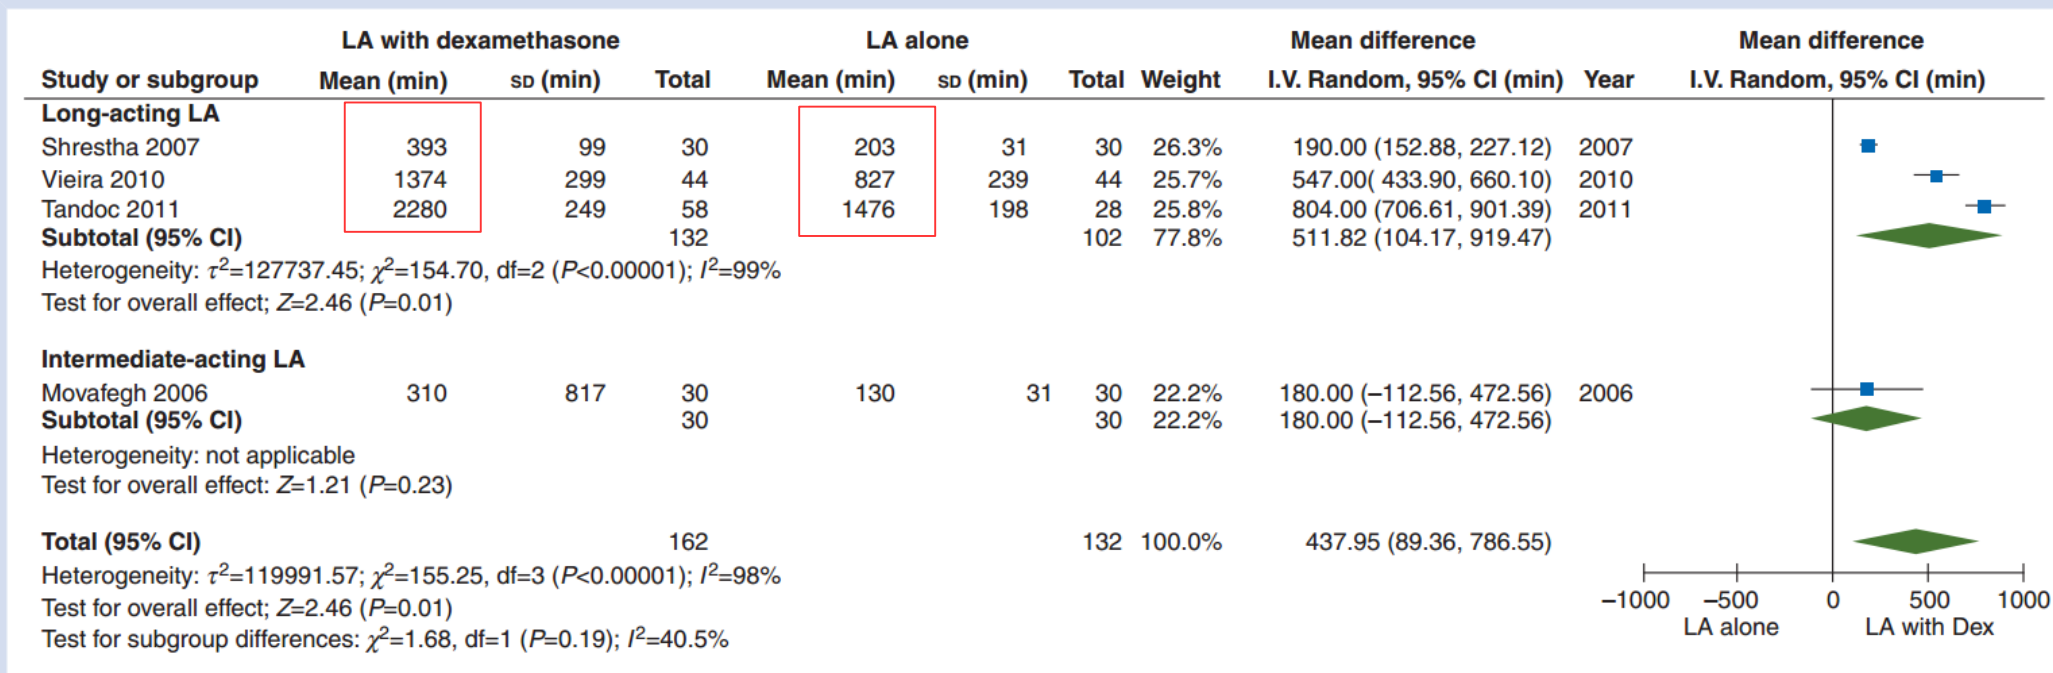 LA with dexamethasone LA alone Mean difference Mean difference
Study or subgroup Mean (min) SD (min) Total Mean (min) SD (min) Total Weight I.V. Random, 95% CI (min) Year I.V. Random, 95% CI (min)
Long-acting LA
Shrestha 2007 393 99 30 203 31 30 26.3% 190.00 (152.88, 227.12) 2007
Vieira 2010 1374 299 44 827 239 44 25.7% 547.00( 433.90, 660.10) 2010
Tandoc 2011 2280 249 58 1476 198 28 25.8% 804.00 (706.61, 901.39) 2011
Subtotal (95% CI) 132 102 77.8% 511.82 (104.17, 919.47)
Heterogeneity: τ²=127737.45; χ²=154.70, df=2 (P<0.00001); I²=99%
Test for overall effect; Z=2.46 (P=0.01)
Intermediate-acting LA
Movafegh 2006 310 817 30 130 31 30 22.2% 180.00 (–112.56, 472.56) 2006
Subtotal (95% CI) 30 30 22.2% 180.00 (–112.56, 472.56)
Heterogeneity: not applicable
Test for overall effect: Z=1.21 (P=0.23)
Total (95% CI) 162 132 100.0% 437.95 (89.36, 786.55)
Heterogeneity: τ²=119991.57; χ²=155.25, df=3 (P<0.00001); I²=98%
Test for overall effect; Z=2.46 (P=0.01)
Test for subgroup differences: χ²=1.68, df=1 (P=0.19); I²=40.5%
–1000 –500 0 500 1000
LA alone LA with Dex